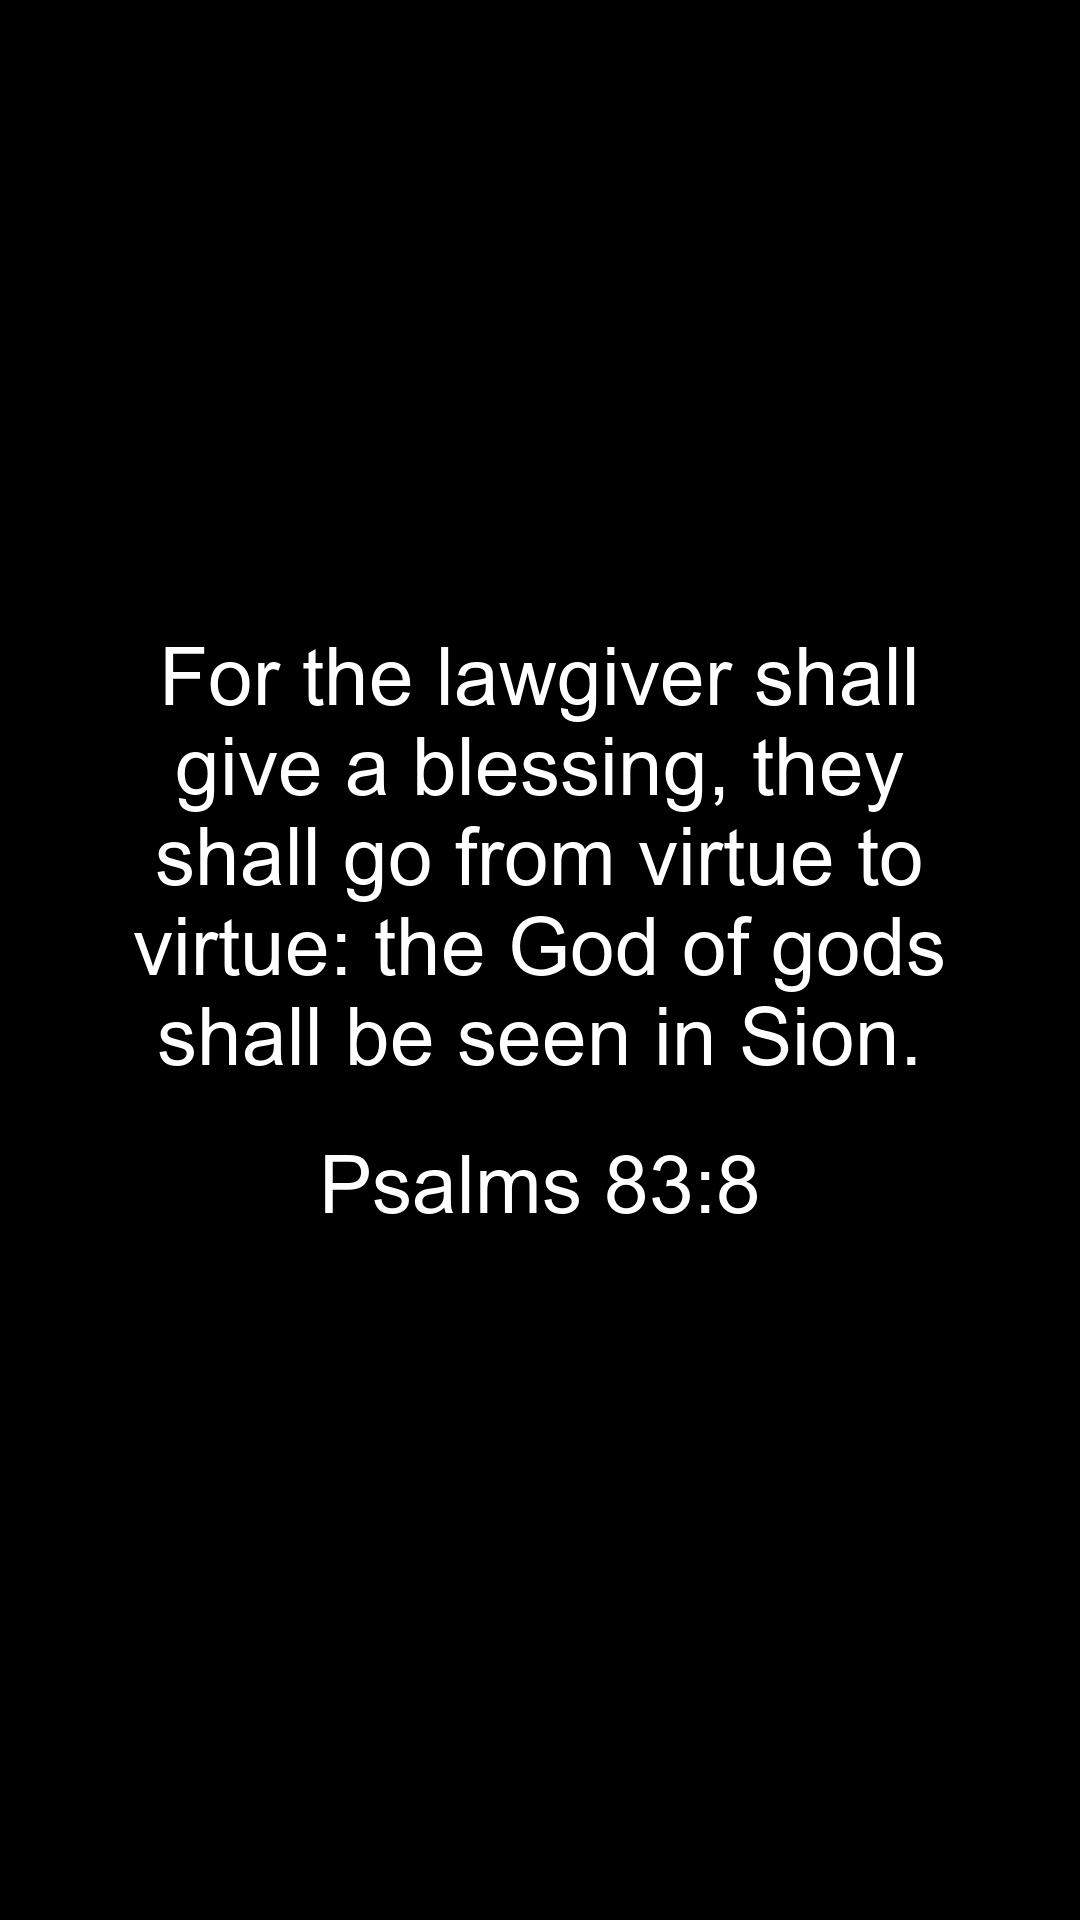 For the lawgiver shall
give a blessing, they
shall go from virtue to
virtue: the God of gods
shall be seen in Sion.
Psalms 83:8